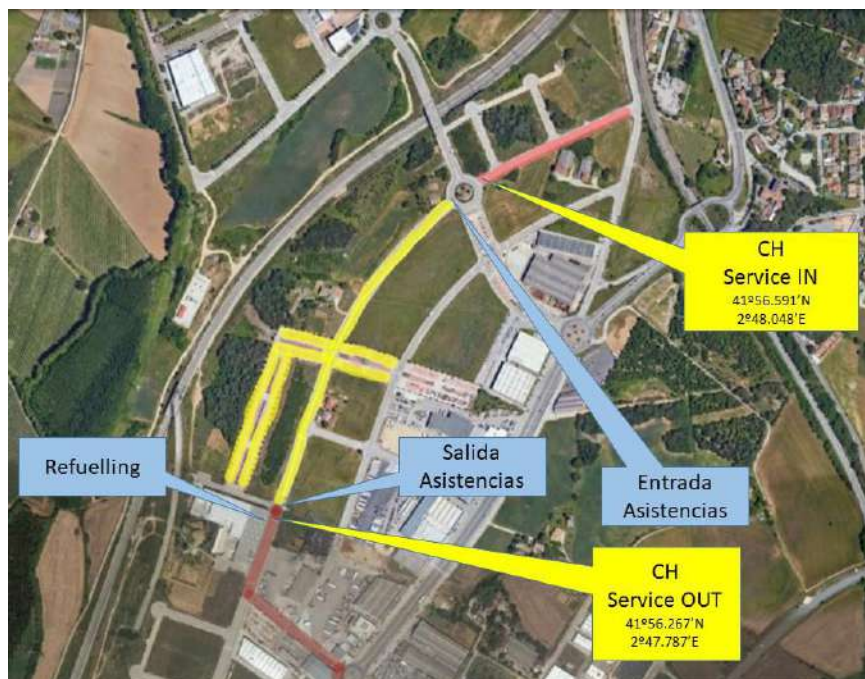 CH
Service IN
41º56.591’N
2º48.048’E
Refuelling
Salida
Asistencias
Entrada
Asistencias
CH
Service OUT
41º56.267’N
2º47.787’E